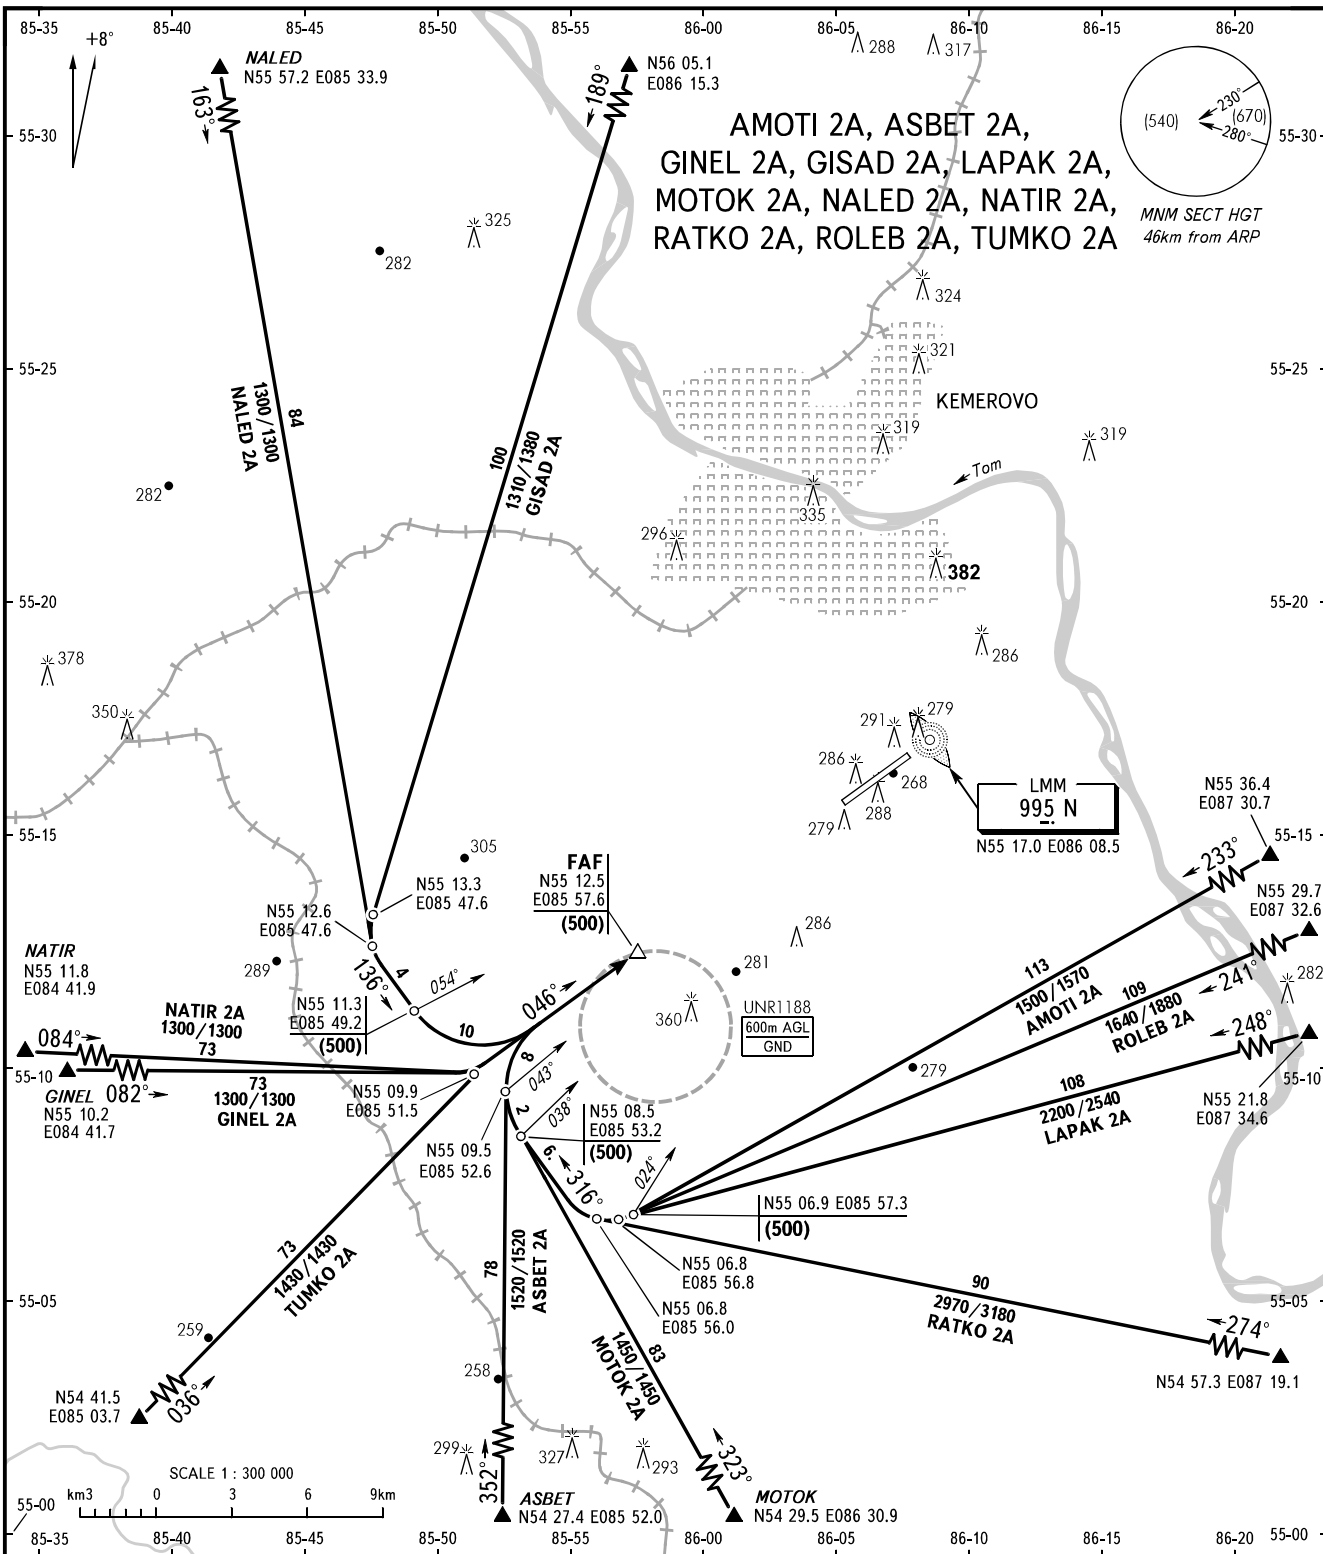 85-35 85-40 85-45 85-50 85-55 86-00 86-05 86-10 86-15 86-20
+8°
NALED
N55 57.2 E085 33.9
163°
189°
N56 05.1
E086 15.3
288
317
230°
(540)
(670)
280°
MNM SECT HGT
46km from ARP
AMOTI 2A, ASBET 2A,
GINEL 2A, GISAD 2A, LAPAK 2A,
MOTOK 2A, NALED 2A, NATIR 2A,
RATKO 2A, ROLEB 2A, TUMKO 2A
55-30
55-30
325
282
324
321
55-25
55-25
KEMEROVO
84
1300/1300
NALED 2A
100
1310/1380
GISAD 2A
319
319
Tom
282
335
296
382
55-20
55-20
286
378
350
279
291
286
268
288
279
LMM
995 N
N55 17.0 E086 08.5
N55 36.4
E087 30.7
55-15
55-15
305
233°
FAF
N55 12.5
E085 57.6
(500)
N55 13.3
E085 47.6
N55 12.6
E085 47.6
N55 29.7
E087 32.6
286
NATIR
N55 11.8
E084 41.9
289
281
4
136°
054°
046°
113
1500/1570
AMOTI 2A
241°
282
NATIR 2A
1300/1300
73
N55 11.3
E085 49.2
(500)
10
360
UNR1188
600m AGL
GND
109
1640/1880
ROLEB 2A
248°
084°
55-10
55-10
GINEL
N55 10.2
E084 41.7
082°
73
1300/1300
GINEL 2A
N55 09.9
E085 51.5
8
043°
038°
279
108
2200/2540
LAPAK 2A
N55 21.8
E087 34.6
N55 09.5
E085 52.6
2
N55 08.5
E085 53.2
(500)
6.
316°
024°
N55 06.9 E085 57.3
(500)
N55 06.8
E085 56.8
N55 06.8
E085 56.0
73
1430/1430
TUMKO 2A
78
1520/1520
ASBET 2A
90
2970/3180
RATKO 2A
274°
55-05
55-05
259
83
1450/1450
MOTOK 2A
N54 57.3 E087 19.1
258
N54 41.5
E085 03.7
036°
299
327
293
323°
352°
SCALE 1 : 300 000
km3 0 3 6 9km
ASBET
N54 27.4 E085 52.0
MOTOK
N54 29.5 E086 30.9
55-00
55-00
85-35 85-40 85-45 85-50 85-55 86-00 86-05 86-10 86-15 86-20